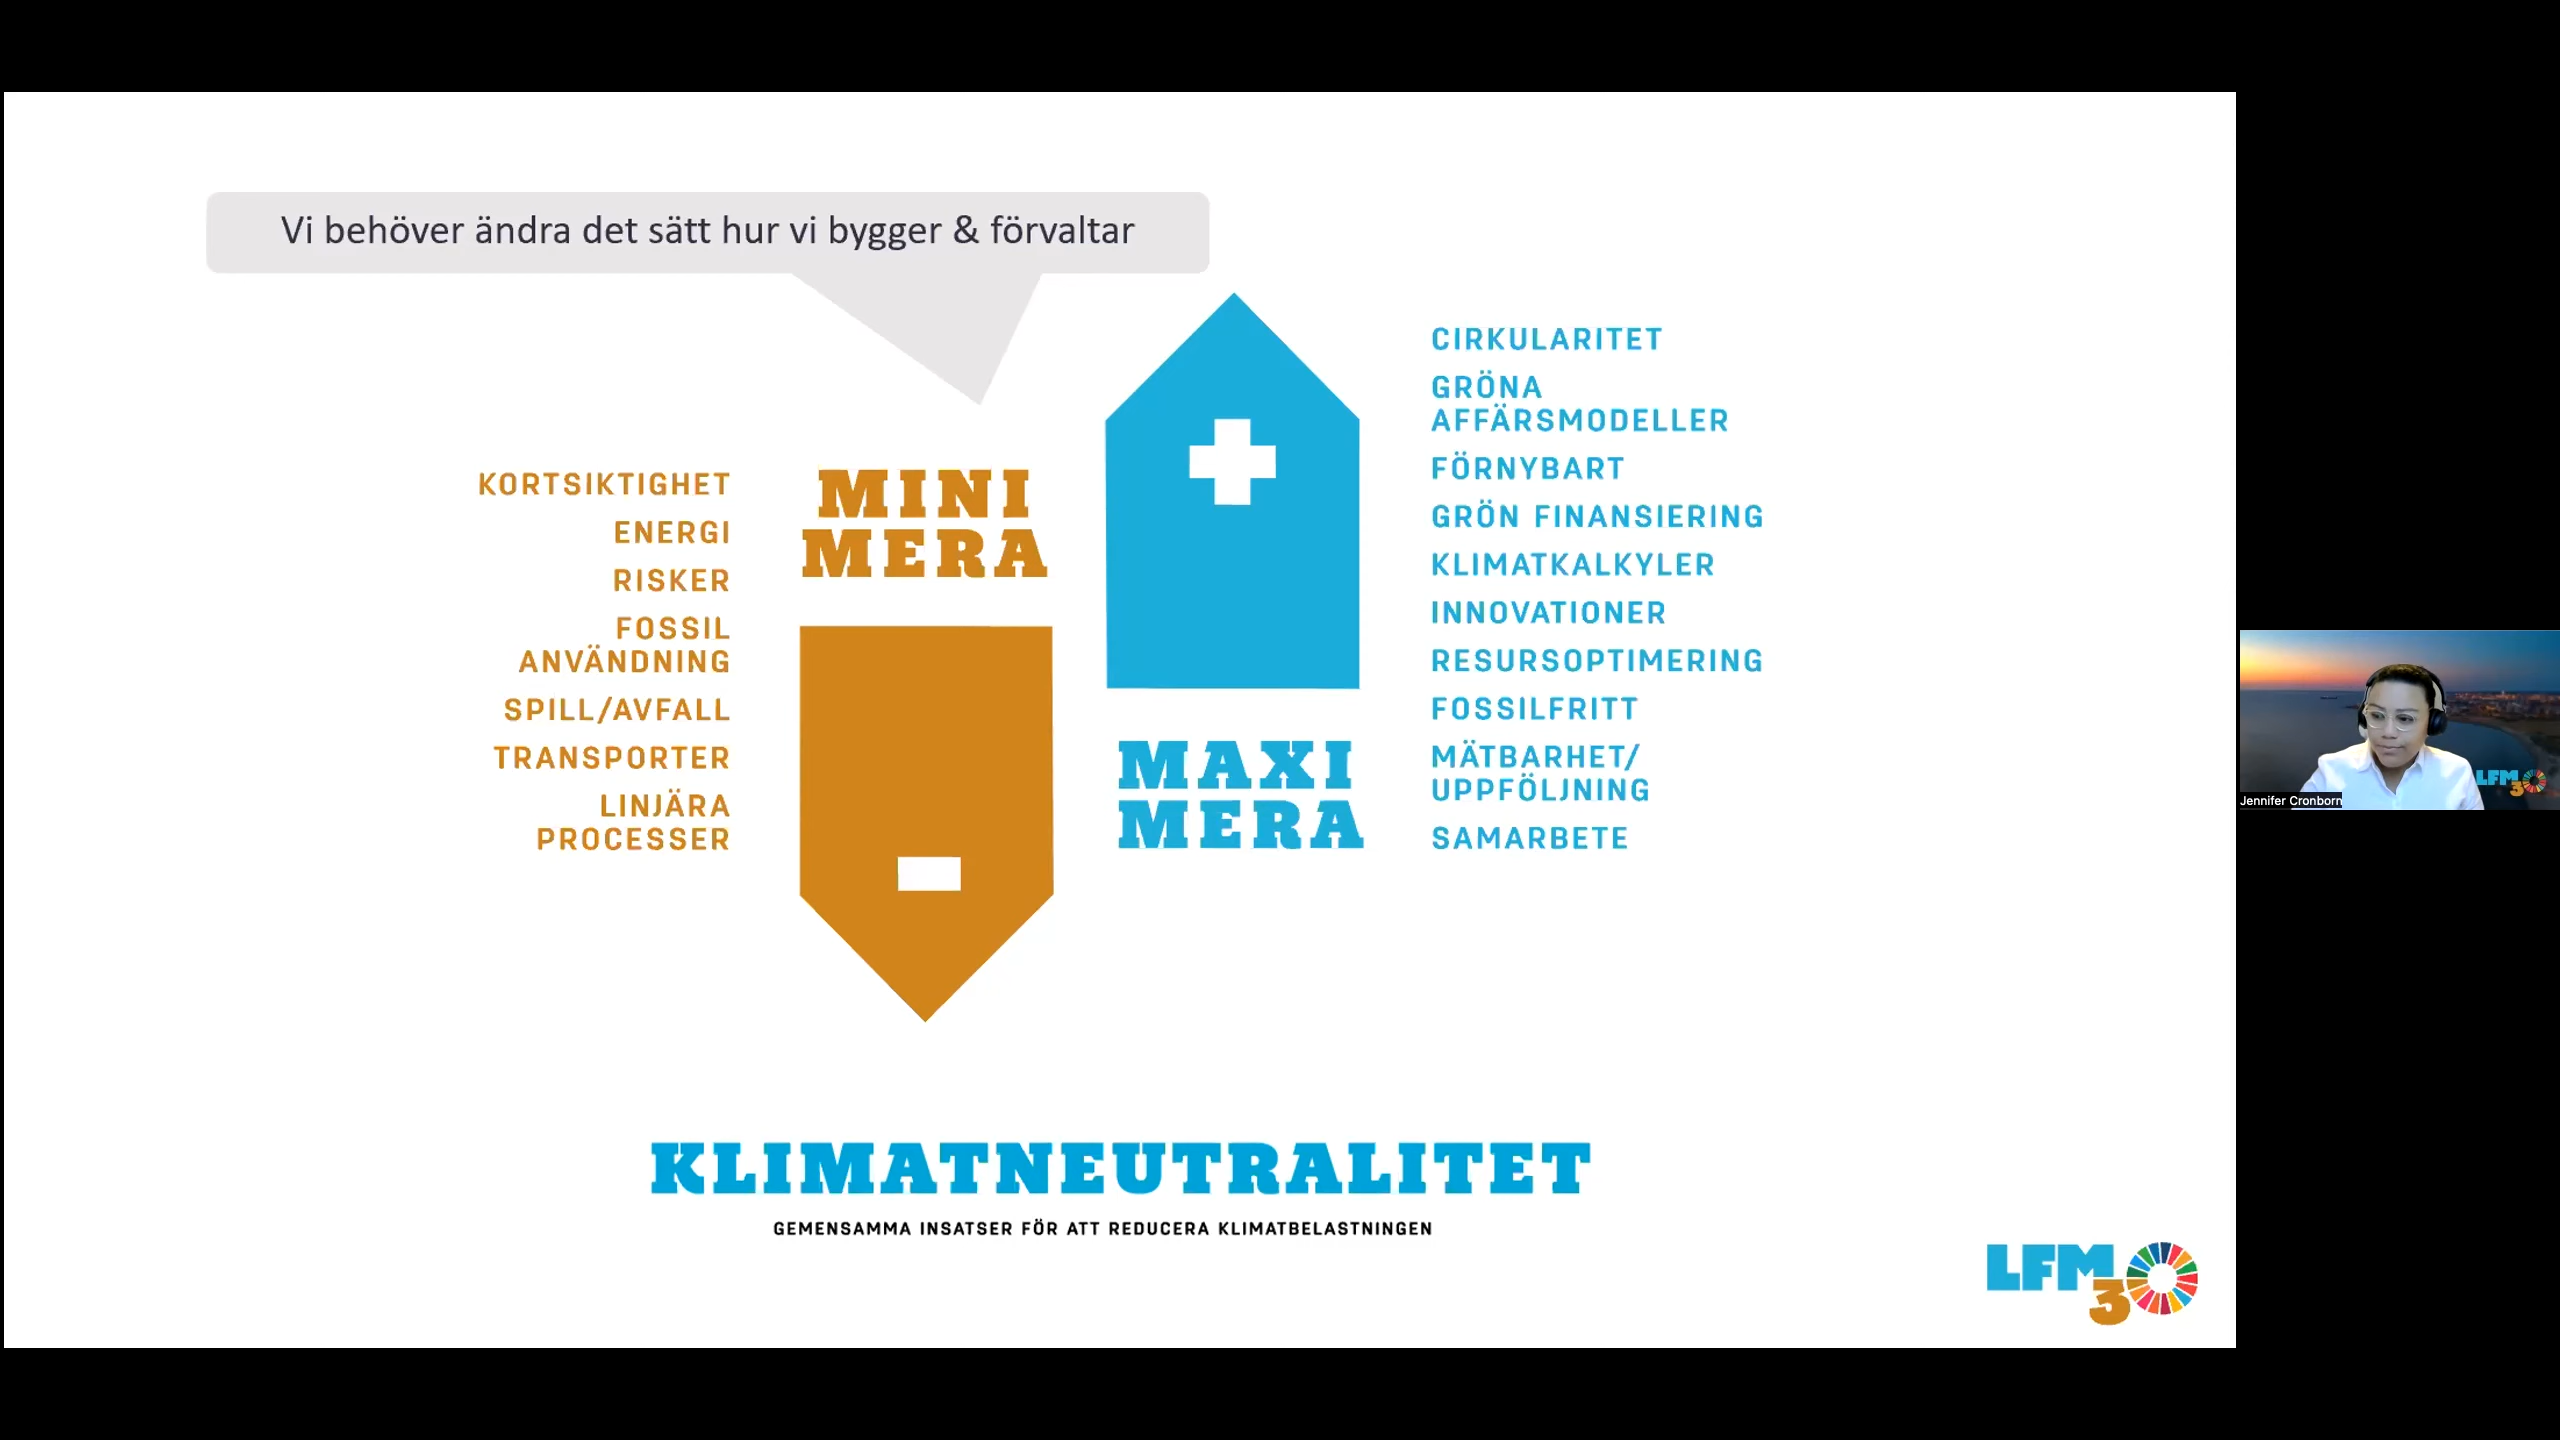 Vi behöver ändra det sätt hur vi bygger & förvaltar
KORTSIKTIGHET
ENERGI
RISKER
FOSSIL
ANVÄNDNING
SPILL/AVFALL
TRANSPORTER
LINJÄRA
PROCESSER
MINI
MERA
MAXI
MERA
CIRKULARITET
GRÖNA
AFFÄRSMODELLER
FÖRNYBART
GRÖN FINANSIERING
KLIMATKALKYLER
INNOVATIONER
RESURSOPTIMERING
FOSSILFRITT
MÄTBARHET/
UPPFÖLJNING
SAMARBETE
KLIMATNEUTRALITET
GEMENSAMMA INSATSER FÖR ATT REDUCERA KLIMATBELASTNINGEN
LFM30
LFM30
Jennifer Cronborn